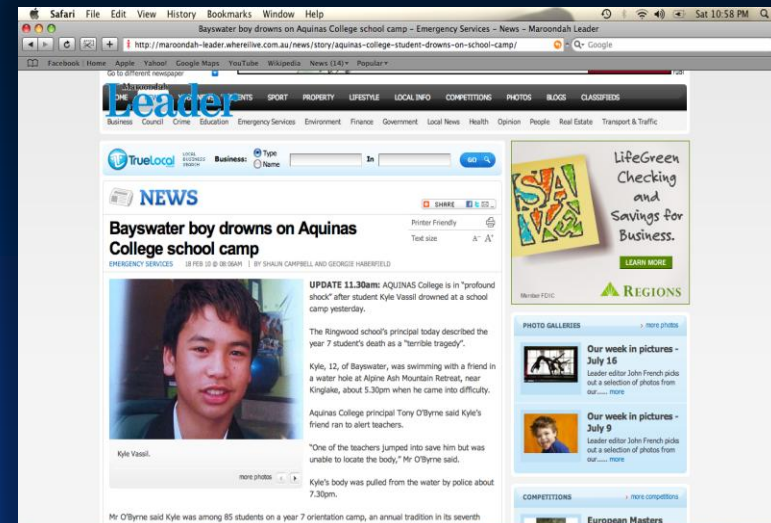 Safari File Edit View History Bookmarks Window Help Sat 10:58 PM
Bayswater boy drowns on Aquinas College school camp – Emergency Services – News – Maroondah Leader
http://maroondah-leader.whereilive.com.au/news/story/aquinas-college-student-drowns-on-school-camp/ Google
Facebook | Home Apple Yahoo! Google Maps YouTube Wikipedia News (14) Popular
Go to different newspaper
Maroondah
Leader
SPORT PROPERTY LIFESTYLE LOCAL INFO COMPETITIONS PHOTOS BLOGS CLASSIFIEDS
Business Council Crime Education Emergency Services Environment Finance Government Local News Health Opinion People Real Estate Transport & Traffic
TrueLocal LOCAL BUSINESS SEARCH Business: Type Name In GO
NEWS
SHARE
Bayswater boy drowns on Aquinas
College school camp
Printer Friendly
Text size A- A+
EMERGENCY SERVICES 18 FEB 10 @ 08:06AM | BY SHAUN CAMPBELL AND GEORGIE HABERFIELD
UPDATE 11.30am: AQUINAS College is in "profound
shock" after student Kyle Vassil drowned at a school
camp yesterday.
The Ringwood school's principal today described the
year 7 student's death as a "terrible tragedy".
Kyle, 12, of Bayswater, was swimming with a friend in
a water hole at Alpine Ash Mountain Retreat, near
Kinglake, about 5.30pm when he came into difficulty.
Aquinas College principal Tony O'Byrne said Kyle's
friend ran to alert teachers.
"One of the teachers jumped into save him but was
unable to locate the body," Mr O'Byrne said.
Kyle's body was pulled from the water by police about
7.30pm.
Kyle Vassil.
more photos
Mr O'Byrne said Kyle was among 85 students on a year 7 orientation camp, an annual tradition in its seventh
SAVE
LifeGreen
Checking
and
Savings for
Business.
LEARN MORE
Member FDIC
REGIONS
PHOTO GALLERIES more photos
Our week in pictures -
July 16
Leader editor John French picks
out a selection of photos from
our..... more
Our week in pictures -
July 9
Leader editor John French picks
out a selection of photos from
our..... more
COMPETITIONS more competitions
European Masters